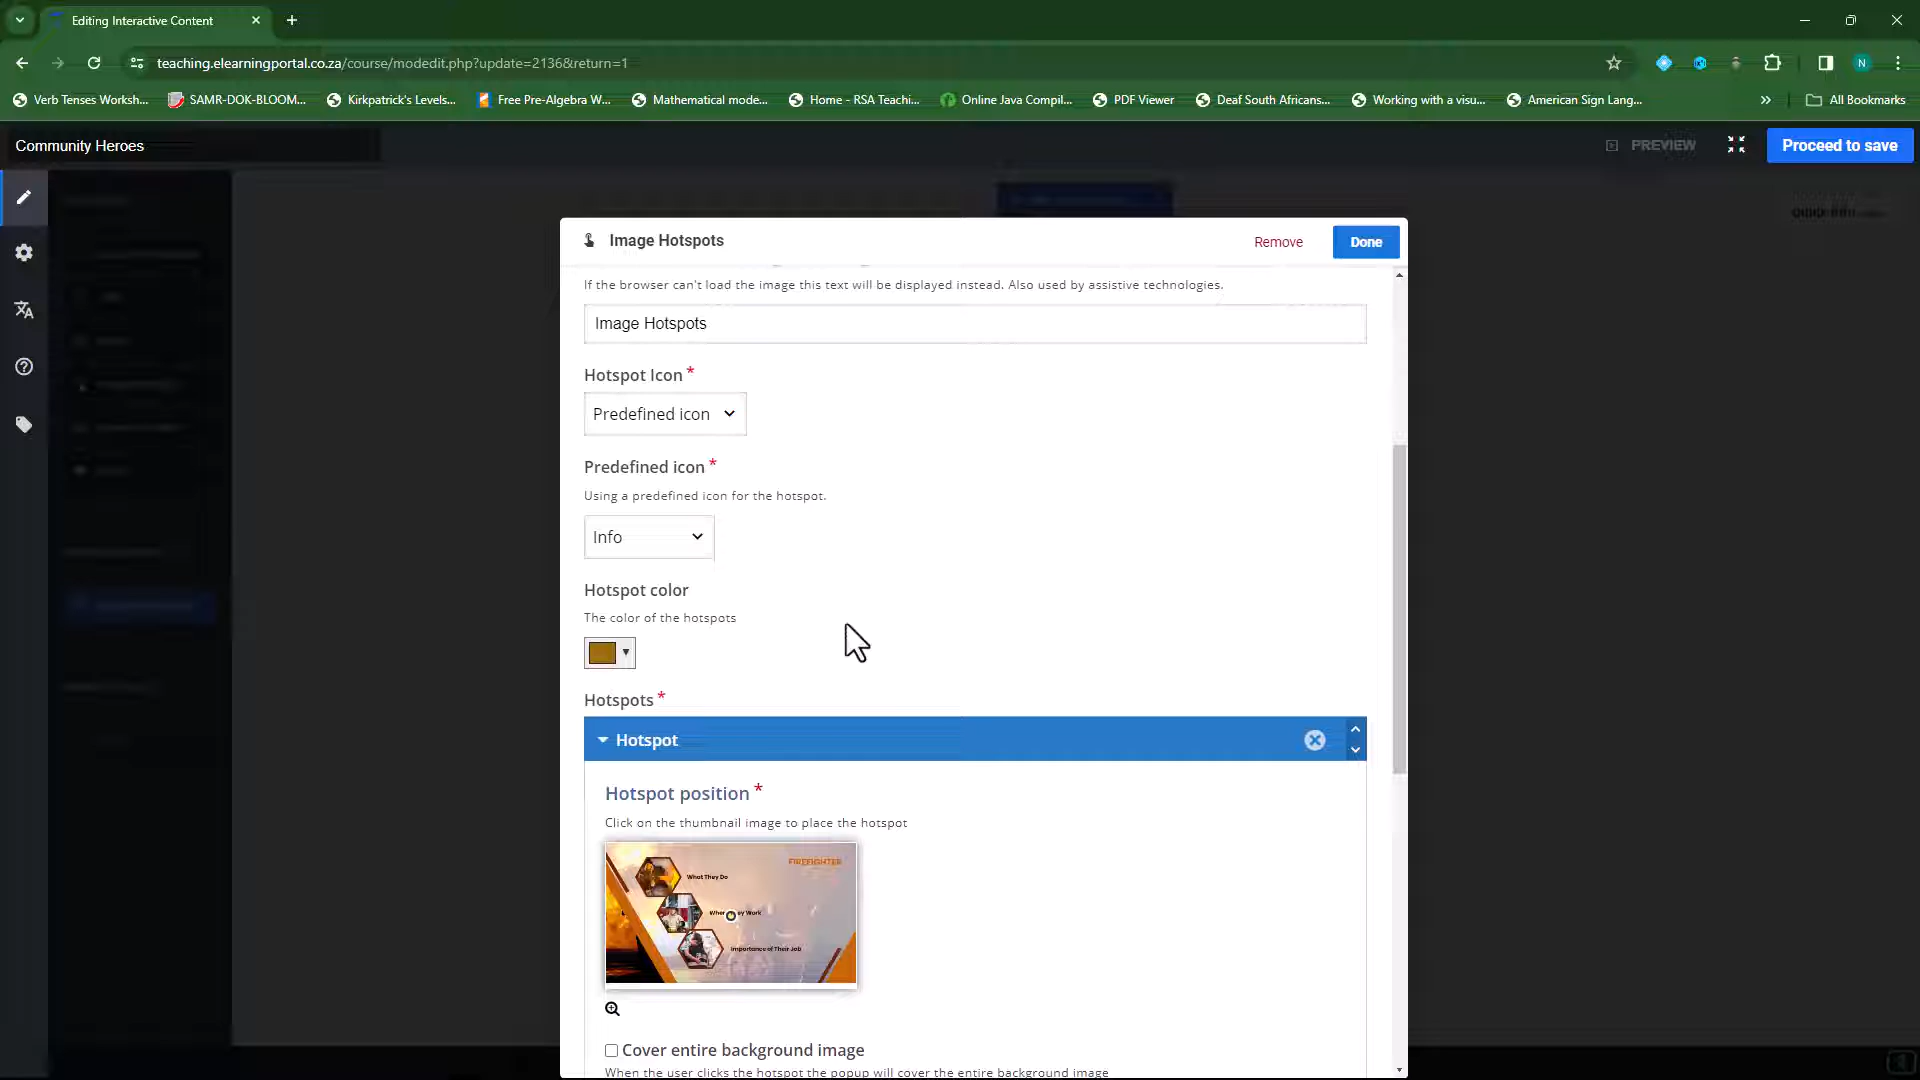 Editing Interactive Content
teaching.elearningportal.co.za/course/modedit.php?update=2136&return=1
N
Verb Tenses Worksh...
SAMR-DOK-BLOOM...
Kirkpatrick's Levels...
Free Pre-Algebra W...
Mathematical mode...
Home - RSA Teachi...
Online Java Compil...
PDF Viewer
Deaf South Africans...
Working with a visu...
American Sign Lang...
All Bookmarks
Community Heroes
PREVIEW
Proceed to save
Image Hotspots
Remove
Done
If the browser can't load the image this text will be displayed instead. Also used by assistive technologies.
Image Hotspots
Hotspot Icon *
Predefined icon
Predefined icon *
Using a predefined icon for the hotspot.
Info
Hotspot color
The color of the hotspots
Hotspots *
Hotspot
Hotspot position *
Click on the thumbnail image to place the hotspot
FIREFIGHTER
What They Do
Work
Importance of Their Job
Cover entire background image
When the user clicks the hotspot the popup will cover the entire background image